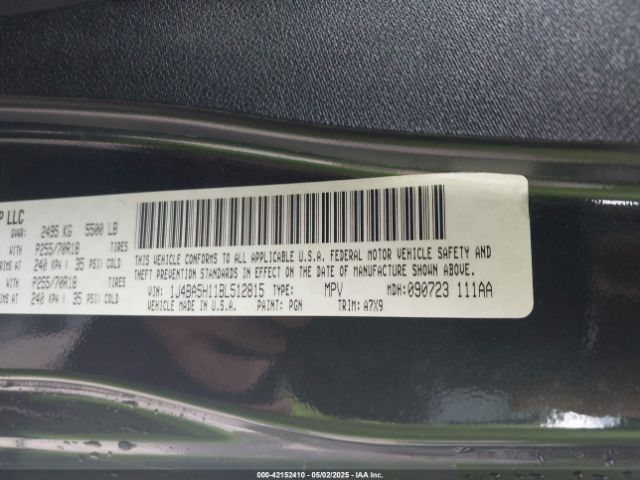 P LLC
GVWR: 2495 KG 5500 LB
WITH P255/70R18 TIRES
RIMS AT 240 KPA ( 35 PSI) COLD
WITH P255/70R18 TIRES
RIMS AT 240 KPA ( 35 PSI) COLD
THIS VEHICLE CONFORMS TO ALL APPLICABLE U.S.A. FEDERAL MOTOR VEHICLE SAFETY AND
THEFT PREVENTION STANDARDS IN EFFECT ON THE DATE OF MANUFACTURE SHOWN ABOVE.
VIN: 1J4BA5H11BL512815 TYPE: MPV MDH: 090723 111AA
MADE IN U.S.A. PAINT: PGN TRIM: A7X9
000-42152410 - 05/02/2025 - IAA Inc.